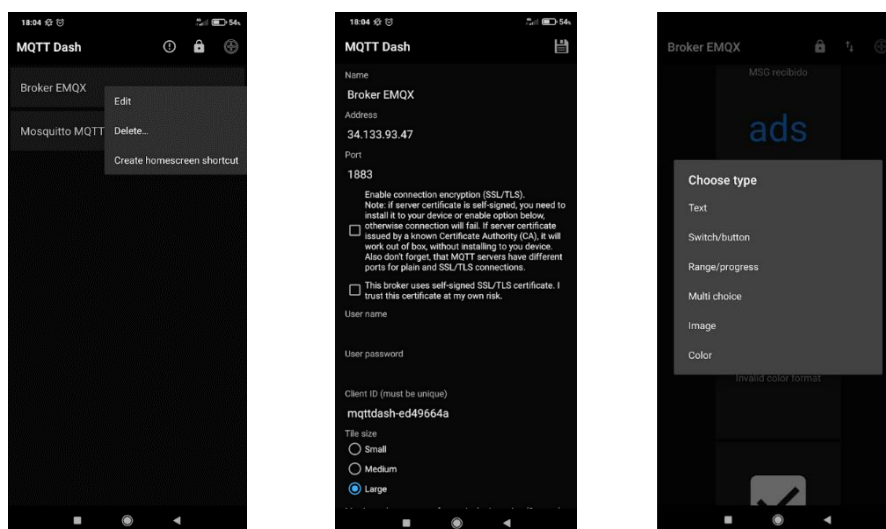 18:04
54
MQTT Dash
Broker EMQX
Mosquitto MQTT
Edit
Delete...
Create homescreen shortcut
18:04
54
MQTT Dash
Name
Broker EMQX
Address
34.133.93.47
Port
1883
Enable connection encryption (SSL/TLS).
Note: if server certificate is self-signed, you need to
install it to your device or enable option below,
otherwise connection will fail. If server certificate
issued by a known Certificate Authority (CA), it will
work out of box, without installing to you device.
Also don't forget, that MQTT servers have different
ports for plain and SSL/TLS connections.
This broker uses self-signed SSL/TLS certificate. I
trust this certificate at my own risk.
User name
User password
Client ID (must be unique)
mqttdash-ed49664a
Tile size
Small
Medium
Large
Broker EMQX
MSG recibido
ads
Choose type
Text
Switch/button
Range/progress
Multi choice
Image
Color
Invalid color format